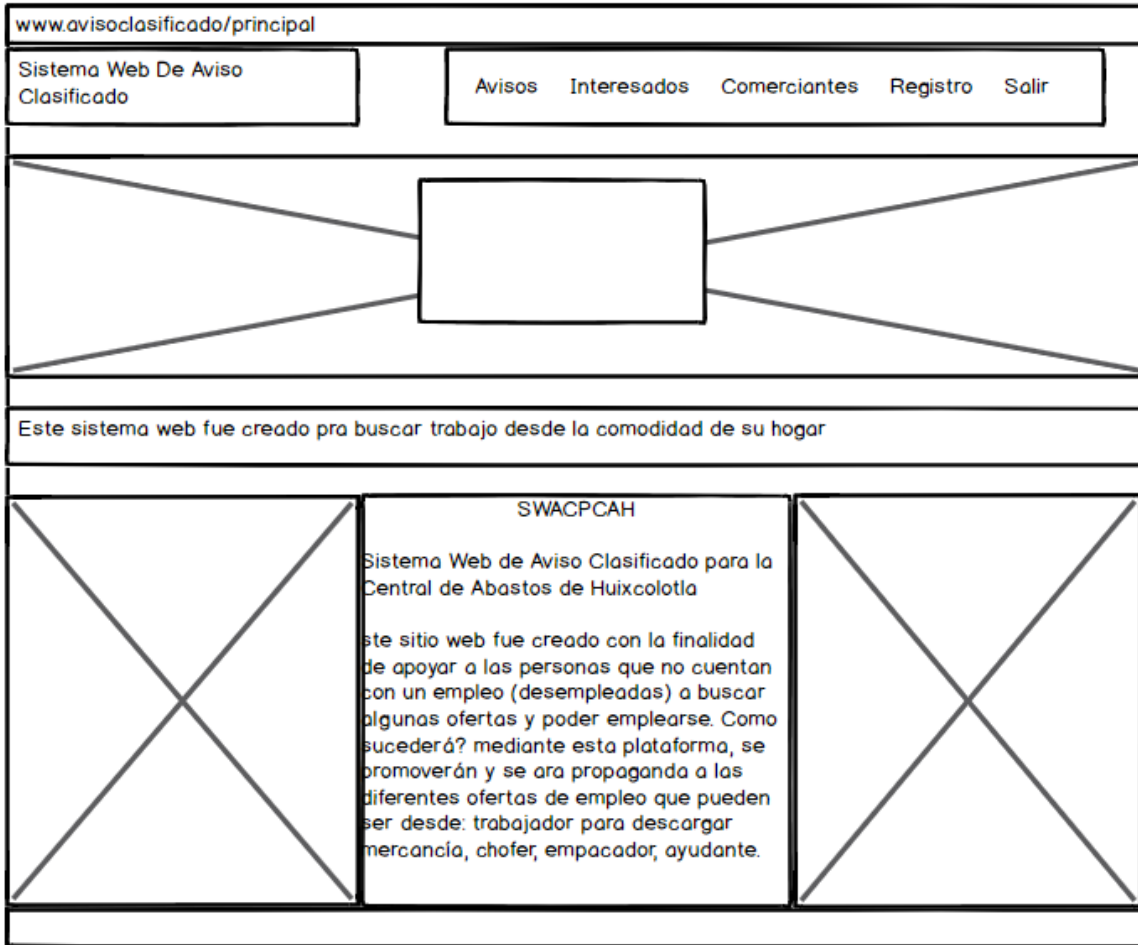 www.avisoclasificado/principal
Sistema Web De Aviso
Clasificado
Avisos Interesados Comerciantes Registro Salir
Este sistema web fue creado pra buscar trabajo desde la comodidad de su hogar
SWACPCAH
Sistema Web de Aviso Clasificado para la
Central de Abastos de Huixcolotla
ste sitio web fue creado con la finalidad
de apoyar a las personas que no cuentan
con un empleo (desempleadas) a buscar
algunas ofertas y poder emplearse. Como
sucederá? mediante esta plataforma, se
promoverán y se ara propaganda a las
diferentes ofertas de empleo que pueden
ser desde: trabajador para descargar
mercancía, chofer, empacador, ayudante.